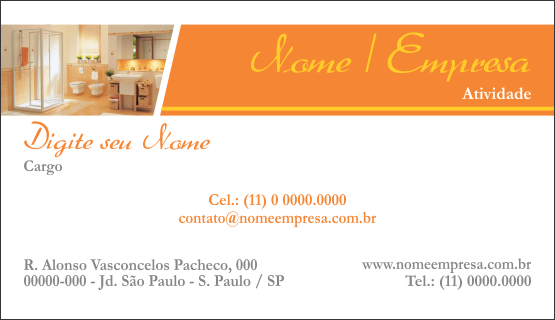 Nome / Empresa
Atividade
Digite seu Nome
Cargo
Cel.: (11) 0 0000.0000
contato@nomeempresa.com.br
R. Alonso Vasconcelos Pacheco, 000
00000-000 - Jd. São Paulo - S. Paulo / SP
www.nomeempresa.com.br
Tel.: (11) 0000.0000